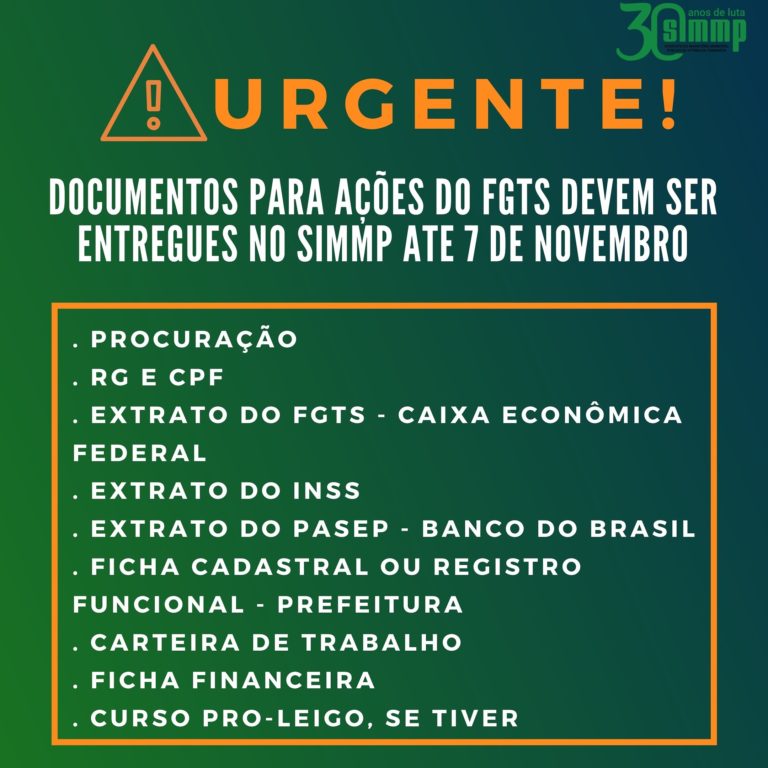 30 anos de luta
simmp
URGENTE!
DOCUMENTOS PARA AÇÕES DO FGTS DEVEM SER
ENTREGUES NO SIMMP ATE 7 DE NOVEMBRO
. PROCURAÇÃO
. RG E CPF
. EXTRATO DO FGTS - CAIXA ECONÔMICA
FEDERAL
. EXTRATO DO INSS
. EXTRATO DO PASEP - BANCO DO BRASIL
. FICHA CADASTRAL OU REGISTRO
FUNCIONAL - PREFEITURA
. CARTEIRA DE TRABALHO
. FICHA FINANCEIRA
. CURSO PRO-LEIGO, SE TIVER